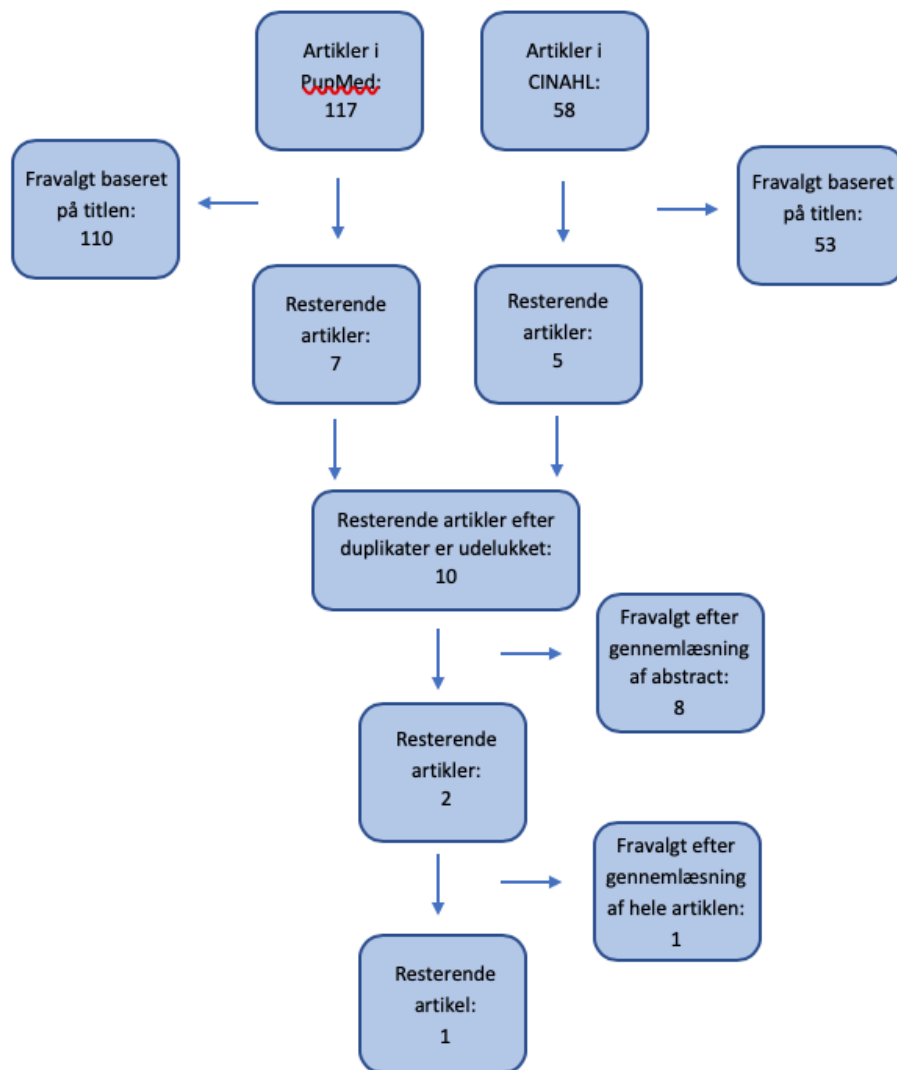 Artikler i
PupMed:
117
Artikler i
CINAHL:
58
Fravalgt baseret
på titlen:
110
Fravalgt baseret
på titlen:
53
Resterende
artikler:
7
Resterende
artikler:
5
Resterende artikler efter
duplikater er udelukket:
10
Fravalgt efter
gennemlæsning
af abstract:
8
Resterende
artikler:
2
Fravalgt efter
gennemlæsning
af hele artiklen:
1
Resterende
artikel:
1